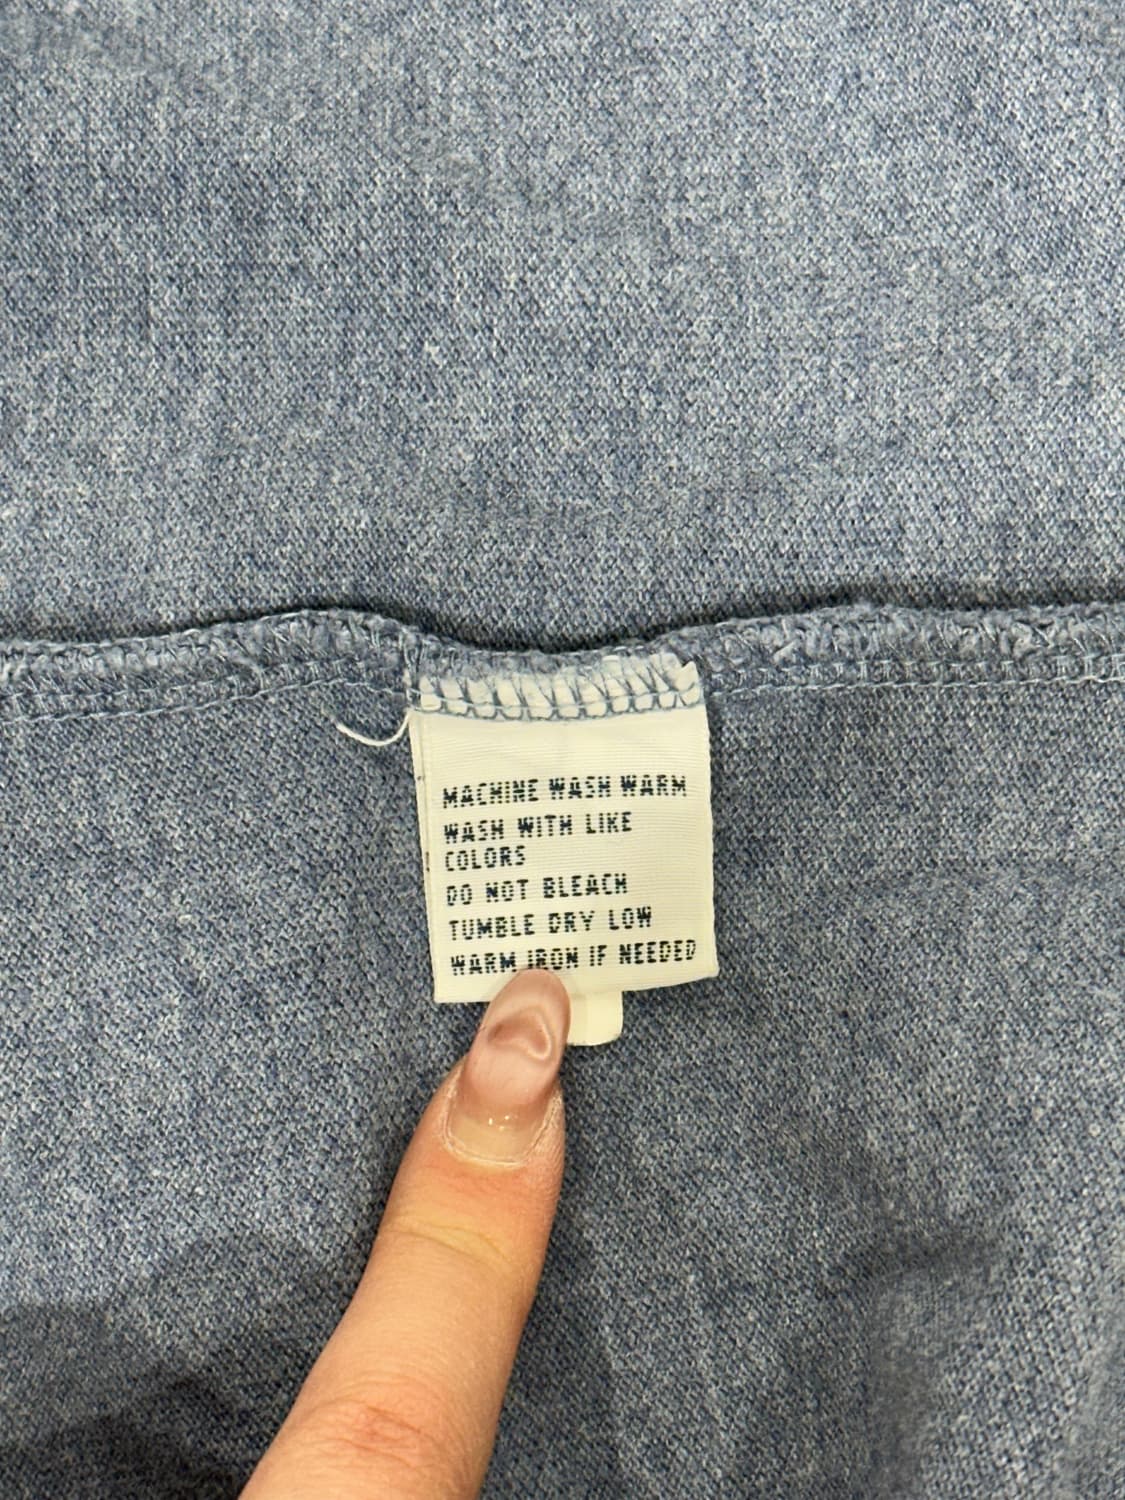 MACHINE WASH WARM
WASH WITH LIKE
COLORS
DO NOT BLEACH
TUMBLE DRY LOW
WARM IRON IF NEEDED